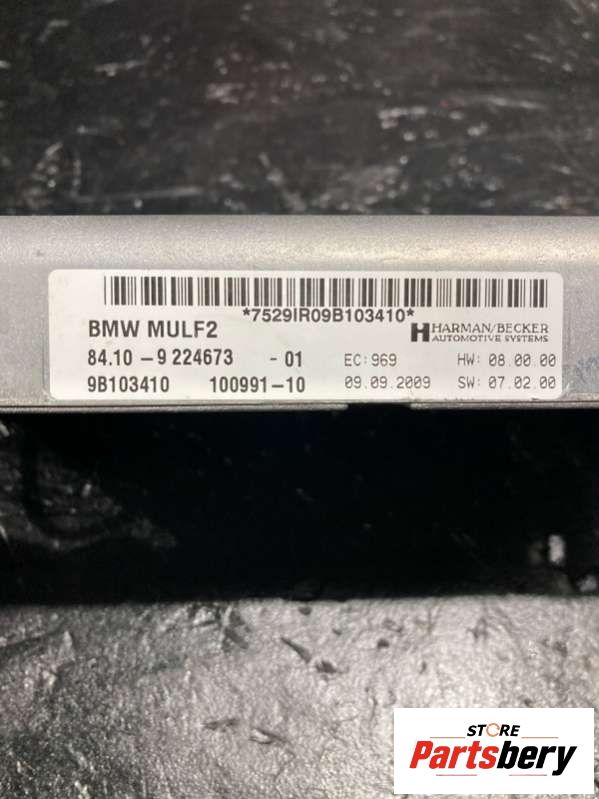 *7529IR09B103410*
BMW MULF2
HARMAN/BECKER
AUTOMOTIVE SYSTEMS
84.10-9 224673 -01 EC:969 HW: 08.00.00
9B103410 100991-10 09.09.2009 SW: 07.02.00
STORE
Partsbery